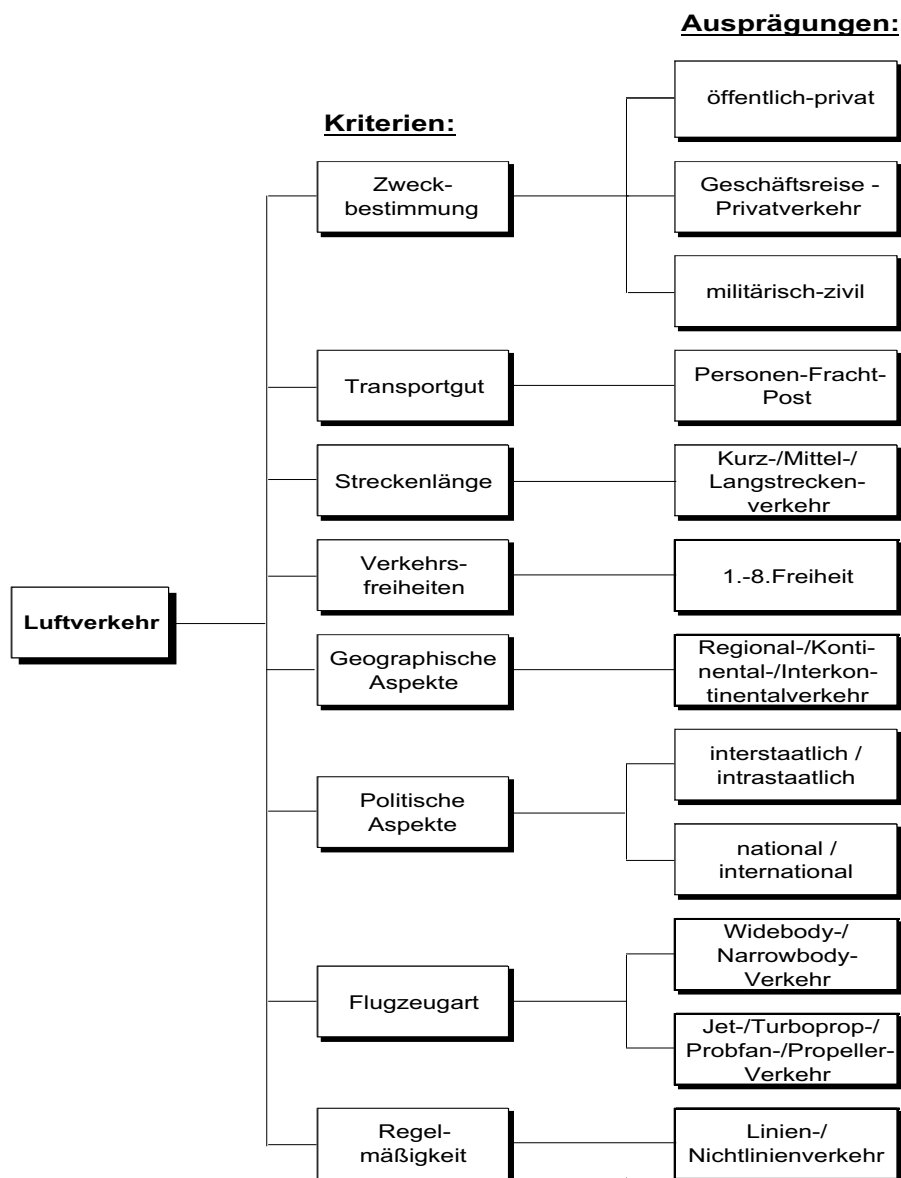 Ausprägungen:
öffentlich-privat
Kriterien:
Zweck-
bestimmung
Geschäftsreise -
Privatverkehr
militärisch-zivil
Transportgut
Personen-Fracht-
Post
Streckenlänge
Kurz-/Mittel-/
Langstrecken-
verkehr
Verkehrs-
freiheiten
1.-8.Freiheit
Luftverkehr
Geographische
Aspekte
Regional-/Konti-
nental-/Interkon-
tinentalverkehr
Politische
Aspekte
interstaatlich /
intrastaatlich
national /
international
Flugzeugart
Widebody-/
Narrowbody-
Verkehr
Jet-/Turboprop-/
Probfan-/Propeller-
Verkehr
Regel-
mäßigkeit
Linien-/
Nichtlinienverkehr